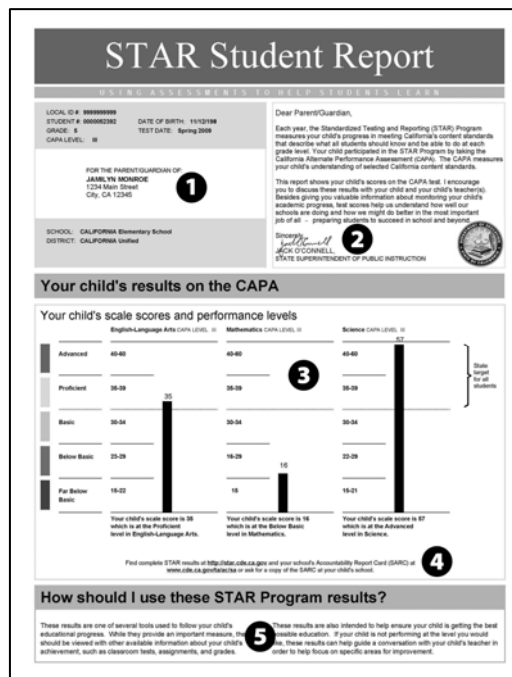 STAR Student Report
USING ASSESSMENTS TO HELP STUDENTS LEARN
LOCAL ID #: 9999999999
STUDENT #: 0000062382 DATE OF BIRTH: 11/12/198
GRADE: 5 TEST DATE: Spring 2009
CAPA LEVEL: III
FOR THE PARENT/GUARDIAN OF:
JAMILYN MONROE
1234 Main Street
City, CA 12345
1
SCHOOL: CALIFORNIA Elementary School
DISTRICT: CALIFORNIA Unified
Dear Parent/Guardian,
Each year, the Standardized Testing and Reporting (STAR) Program
measures your child's progress in meeting California's content standards
that describe what all students should know and be able to do at each
grade level. Your child participated in the STAR Program by taking the
California Alternate Performance Assessment (CAPA). The CAPA measures
your child's understanding of selected California content standards.
This report shows your child's scores on the CAPA test. I encourage
you to discuss these results with your child and your child's teacher(s).
Besides giving you valuable information about monitoring your child's
academic progress, test scores help us understand how well our
schools are doing and how we might do better in the most important
job of all - preparing students to succeed in school and beyond.
Sincerely,
2
JACK O'CONNELL,
STATE SUPERINTENDENT OF PUBLIC INSTRUCTION
Your child's results on the CAPA
Your child's scale scores and performance levels
English-Language Arts CAPA LEVEL III Mathematics CAPA LEVEL III Science CAPA LEVEL III
57
Advanced 40-60 40-60 40-60
3
State
target
for all
students
Proficient 35-39 35-39 35-39
35
Basic 30-34 30-34 30-34
Below Basic 23-29 16-29 22-29
16
Far Below
Basic 15-22 15 15-21
Your child's scale score is 35
which is at the Proficient
level in English-Language Arts.
Your child's scale score is 16
which is at the Below Basic
level in Mathematics.
Your child's scale score is 57
which is at the Advanced
level in Science.
4
Find complete STAR results at http://star.cde.ca.gov and your school's Accountability Report Card (SARC) at
www.cde.ca.gov/ta/ac/sa or ask for a copy of the SARC at your child's school.
How should I use these STAR Program results?
These results are one of several tools used to follow your child's
educational progress. While they provide an important measure, the
should be viewed with other available information about your child's
achievement, such as classroom tests, assignments, and grades.
5
These results are also intended to help ensure your child is getting the best
possible education. If your child is not performing at the level you would
like, these results can help guide a conversation with your child's teacher in
order to help focus on specific areas for improvement.